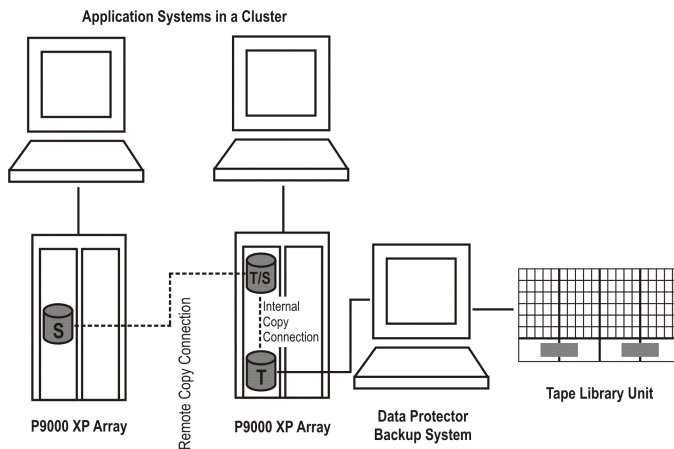 Application Systems in a Cluster
S
T/S
Internal
Copy
Connection
T
Remote Copy Connection
P9000 XP Array
P9000 XP Array
Data Protector
Backup System
Tape Library Unit